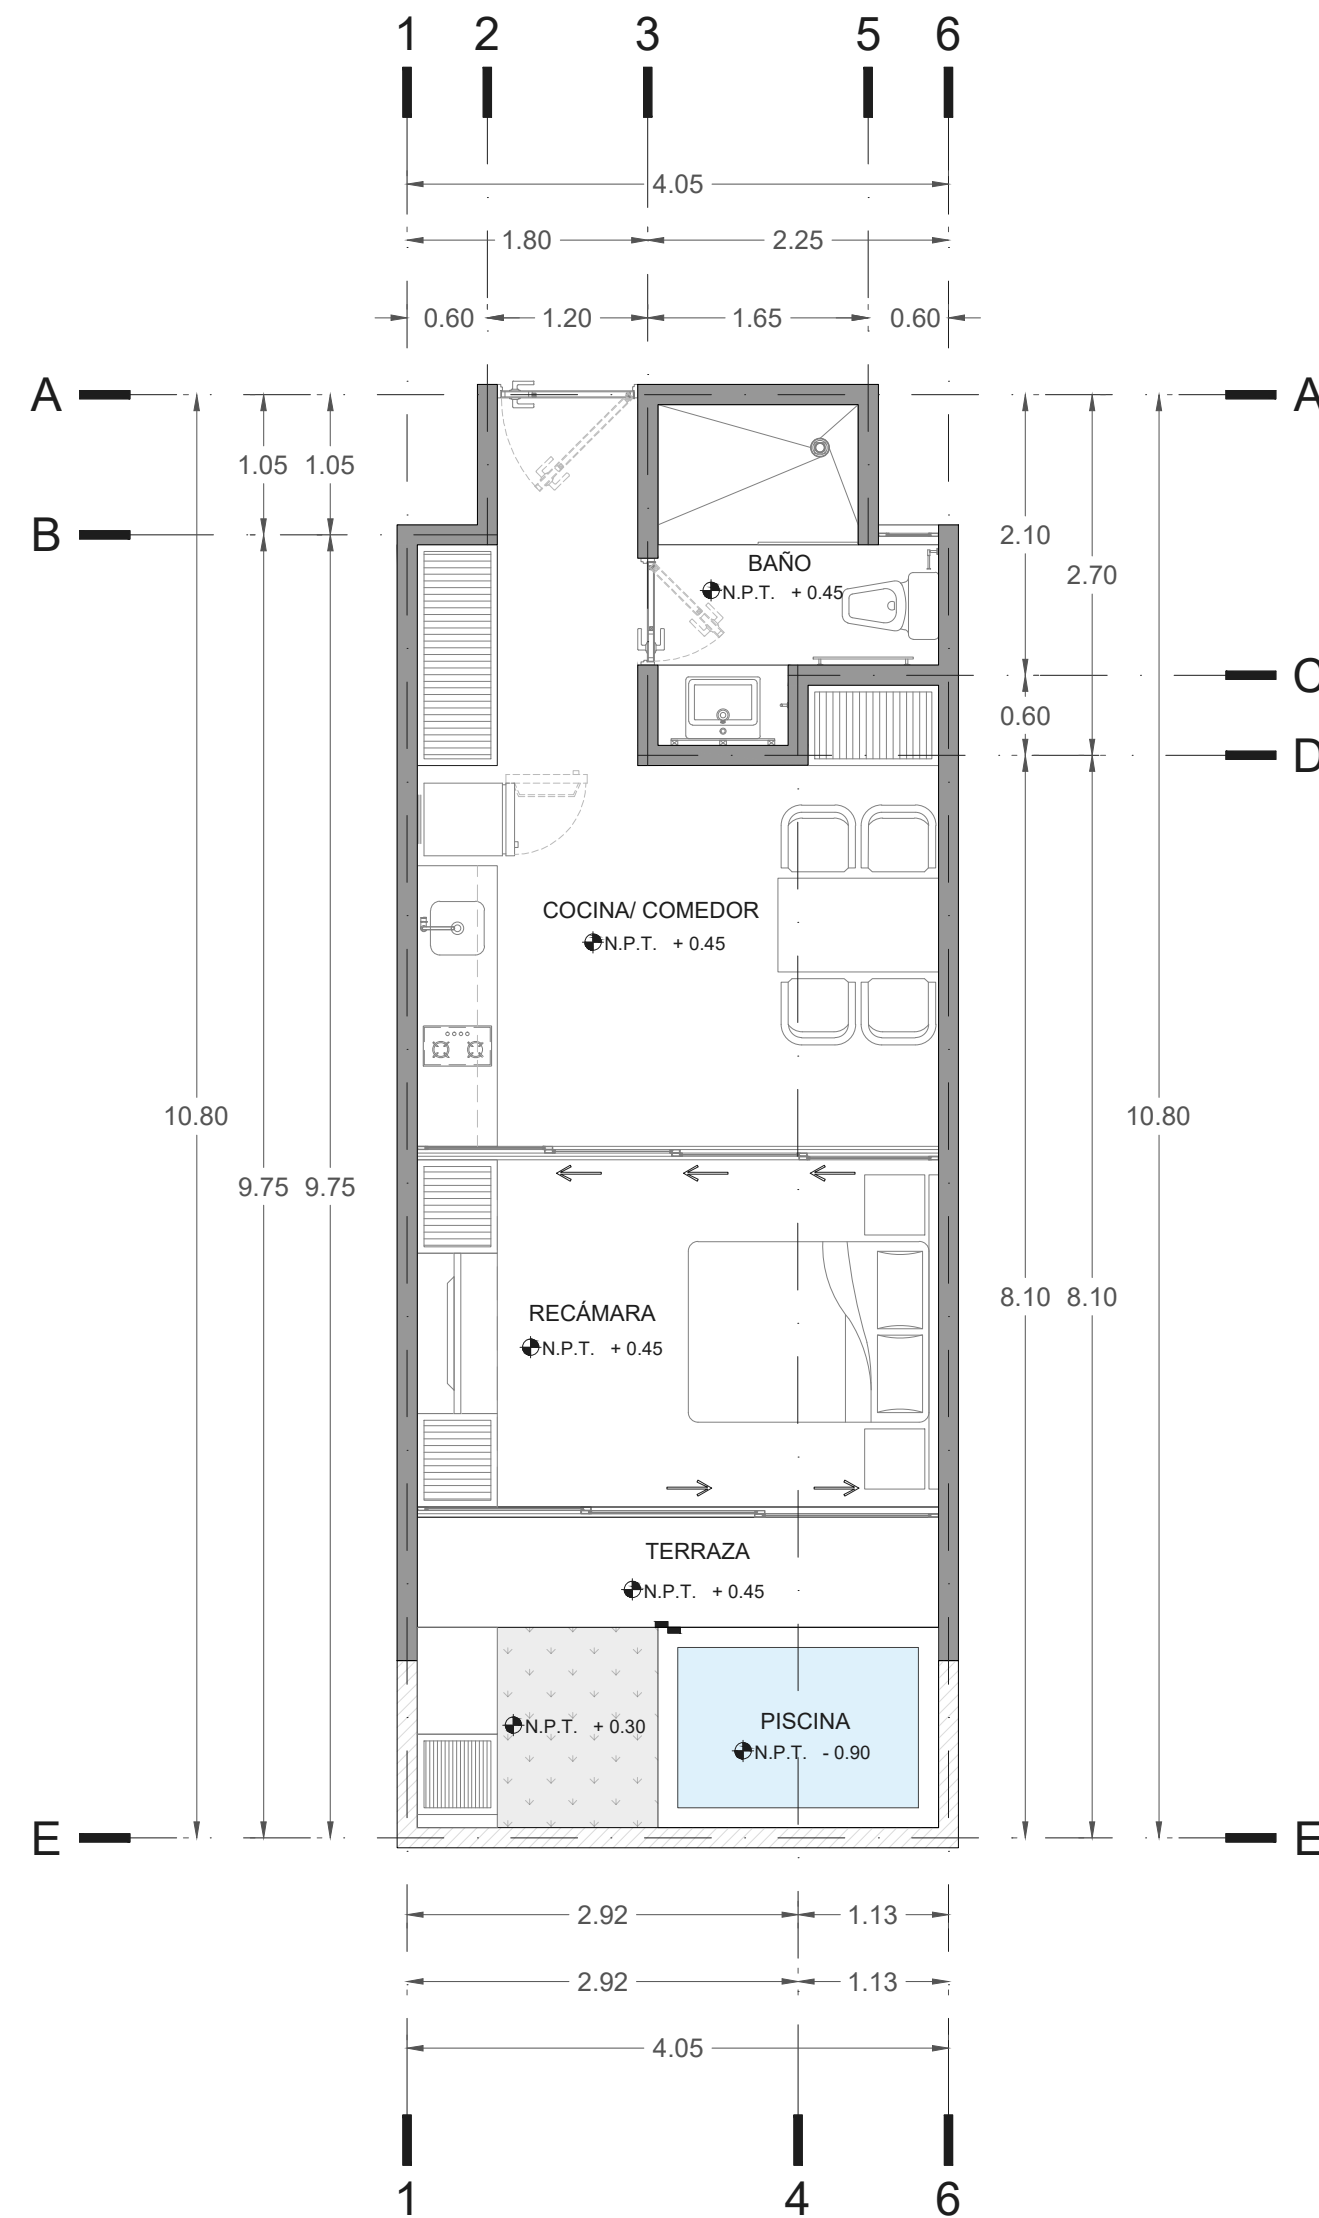 1 2 3 5 6
4.05
1.80 2.25
0.60 1.20 1.65 0.60
A A
1.05 1.05
B
2.10
BAÑO
2.70
N.P.T. + 0.45
C
0.60
D
COCINA/ COMEDOR
N.P.T. + 0.45
10.80 10.80
9.75 9.75
8.10 8.10
RECÁMARA
N.P.T. + 0.45
TERRAZA
N.P.T. + 0.45
PISCINA
N.P.T. + 0.30
N.P.T. - 0.90
E E
2.92 1.13
2.92 1.13
4.05
1 4 6